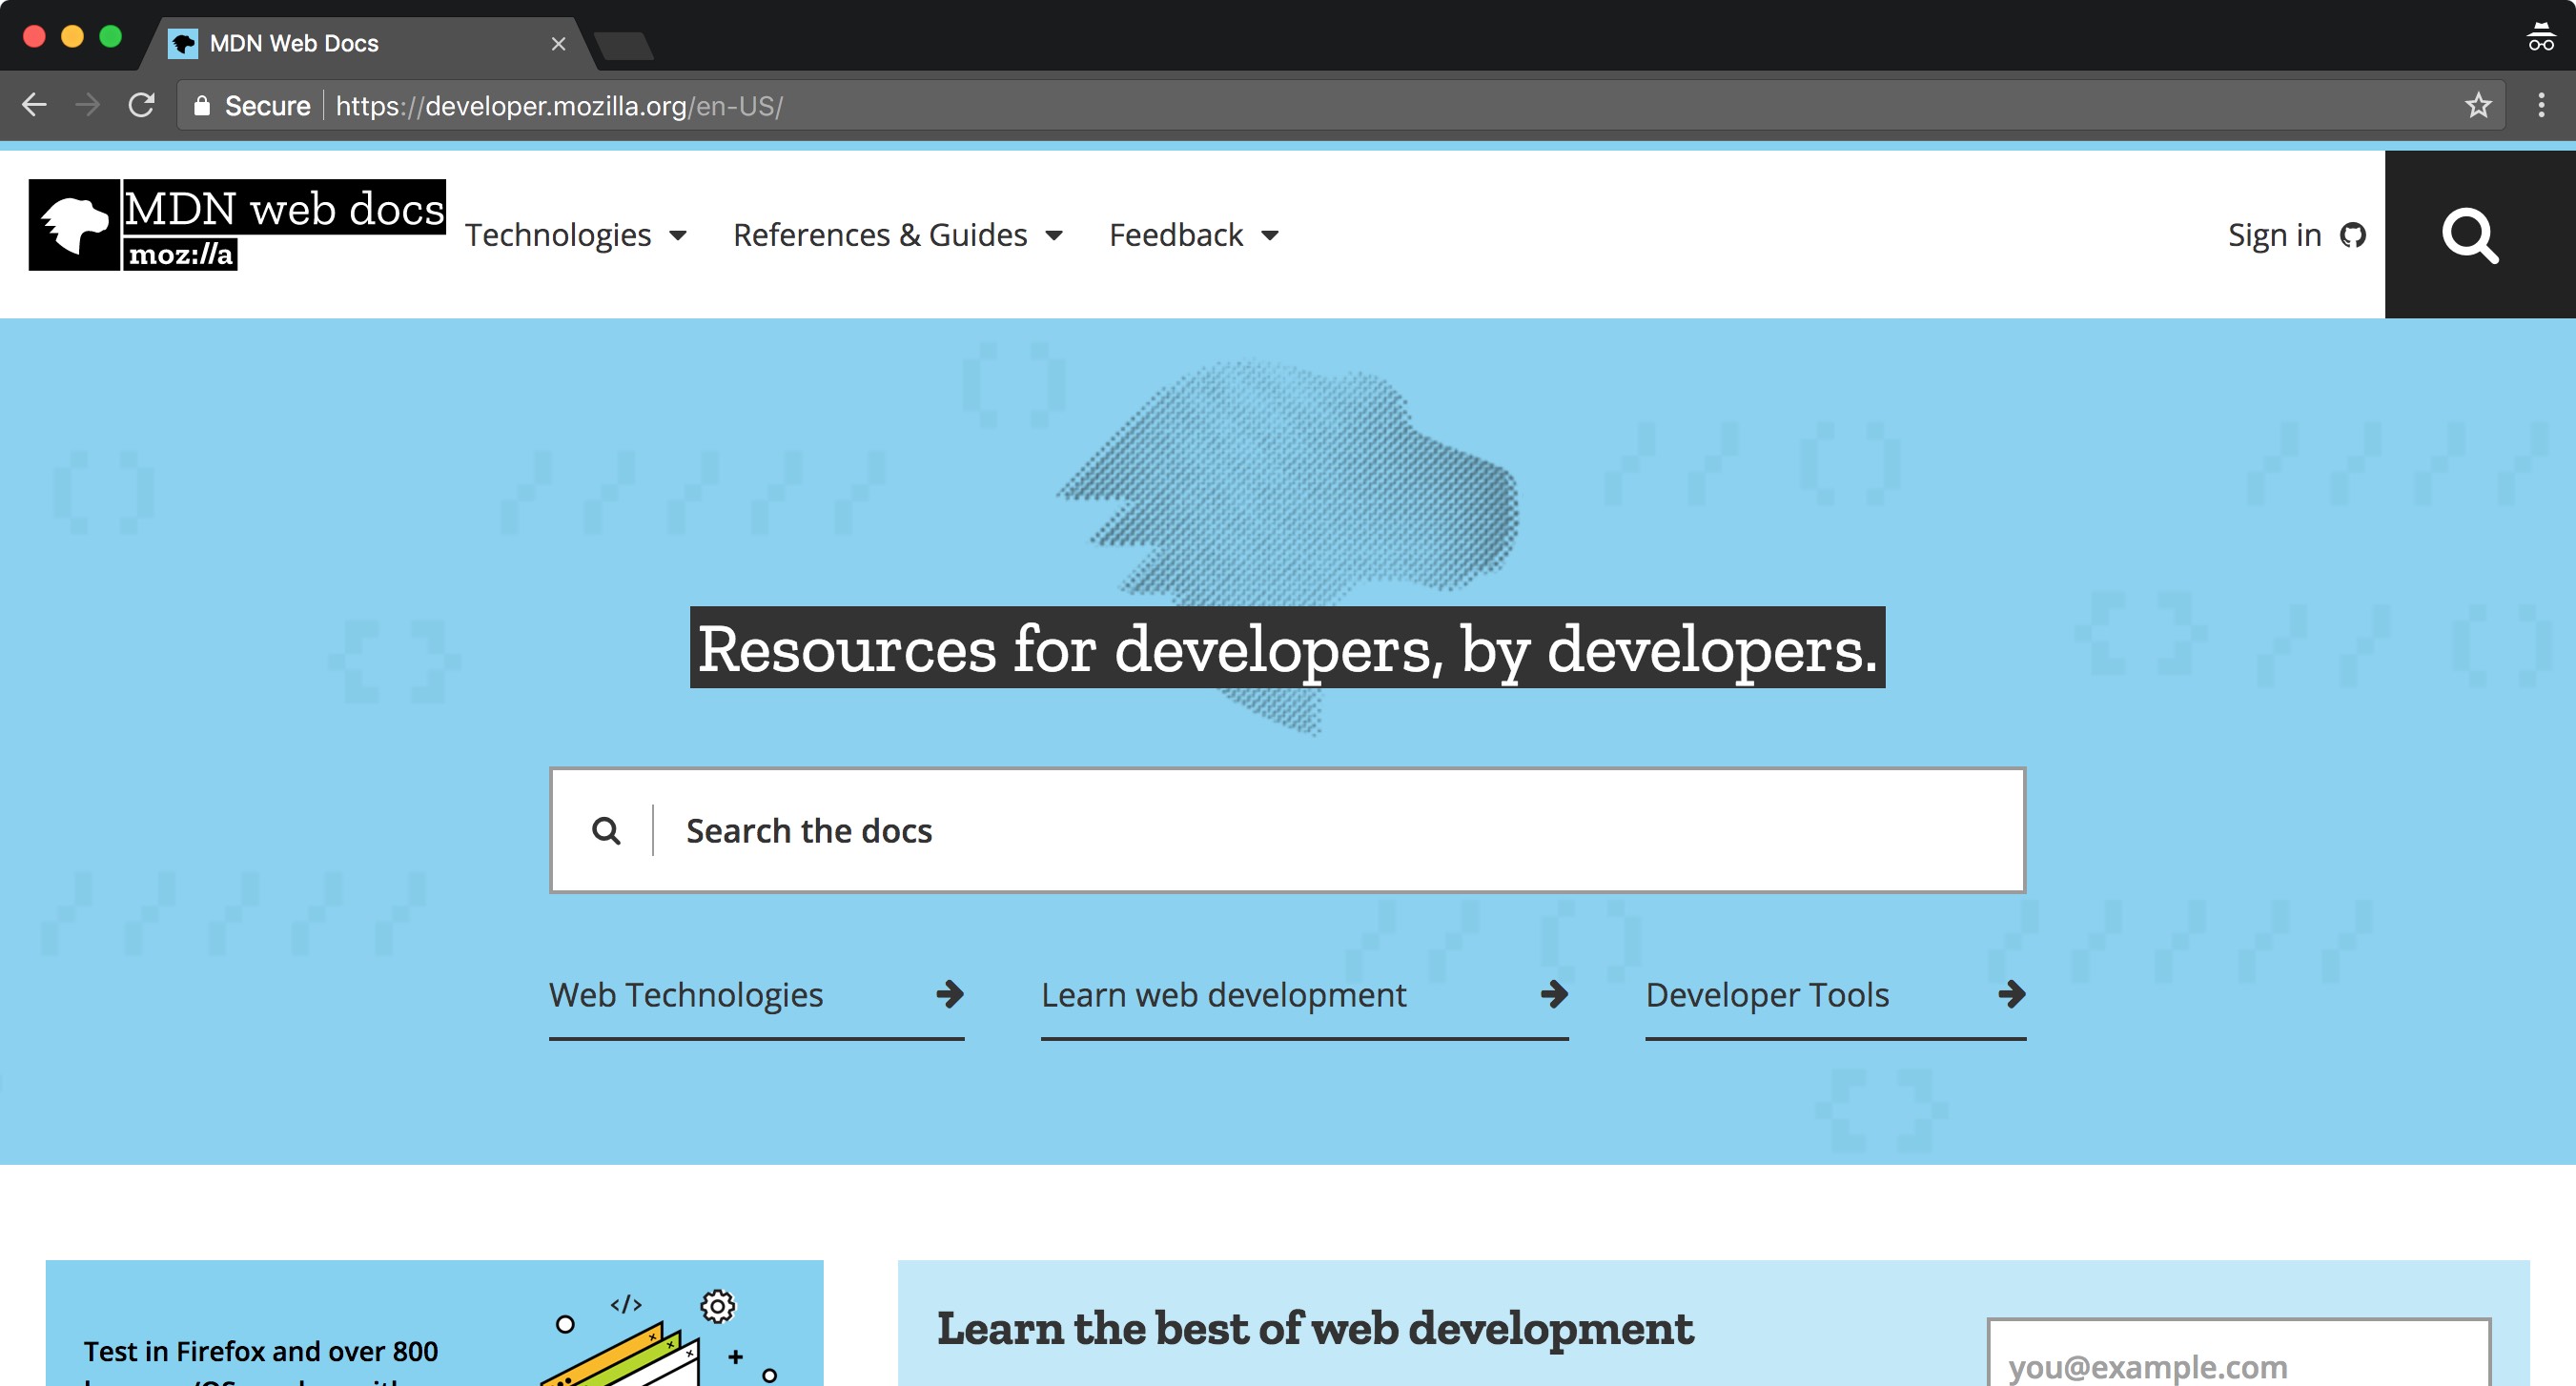 MDN Web Docs
Secure https://developer.mozilla.org/en-US/
MDN web docs
moz://a
Technologies
References & Guides
Feedback
Sign in
Resources for developers, by developers.
Search the docs
Web Technologies
Learn web development
Developer Tools
</>
Test in Firefox and over 800
Learn the best of web development
you@example.com